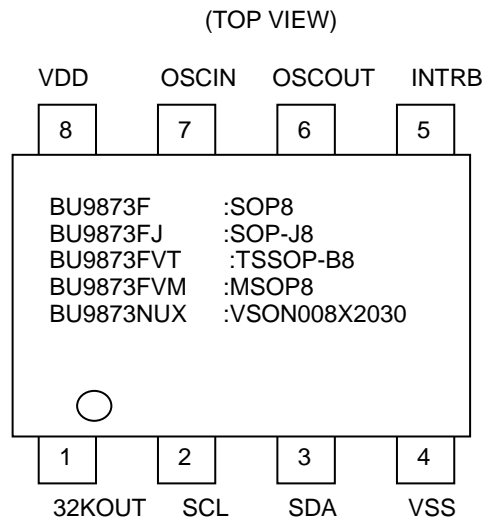 (TOP VIEW)
VDD OSCIN OSCOUT INTRB
8 7 6 5
BU9873F :SOP8
BU9873FJ :SOP-J8
BU9873FVT :TSSOP-B8
BU9873FVM :MSOP8
BU9873NUX :VSON008X2030
1 2 3 4
32KOUT SCL SDA VSS